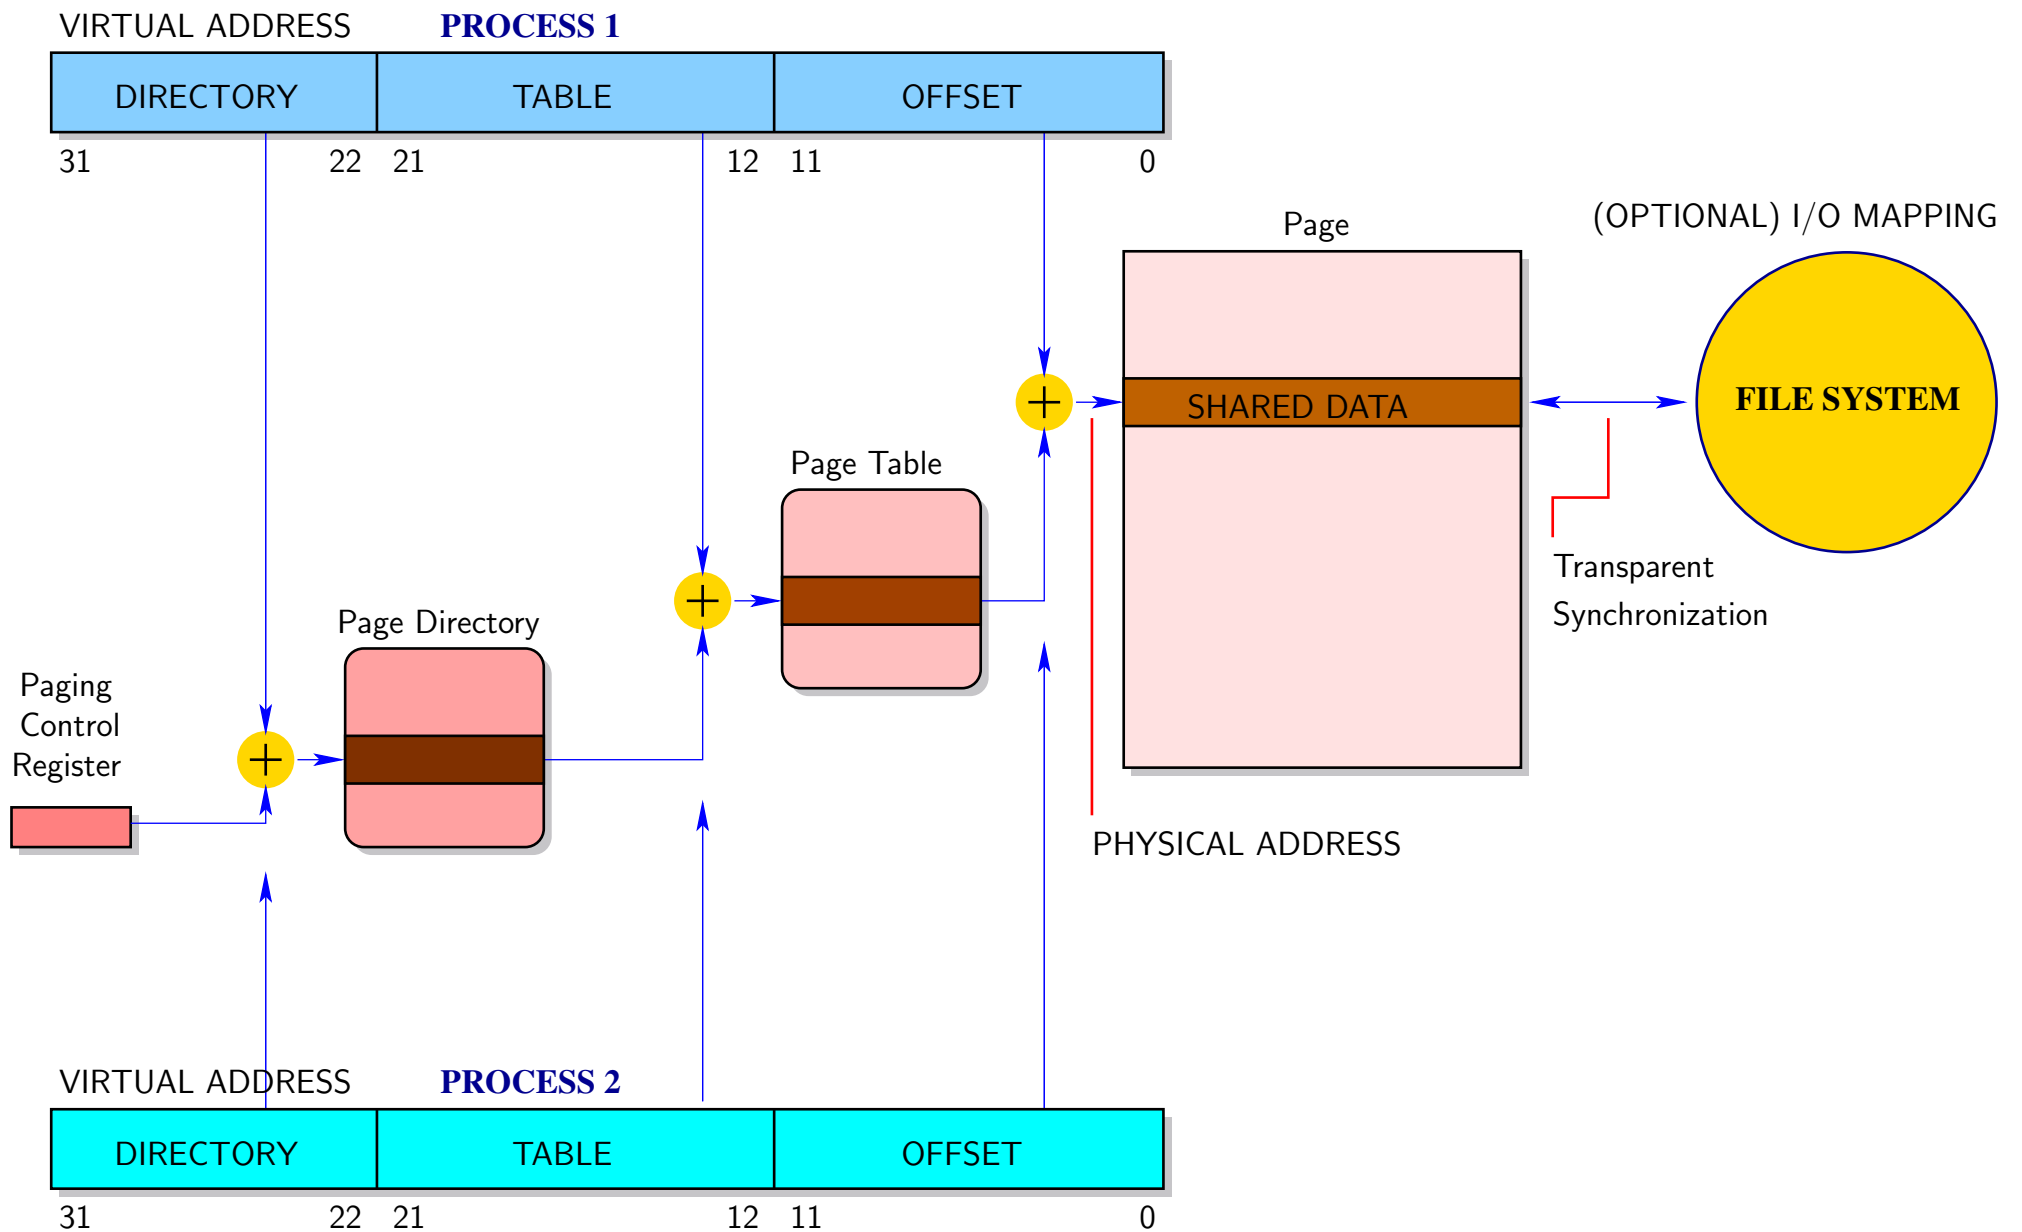 VIRTUAL ADDRESS PROCESS 1
DIRECTORY TABLE OFFSET
31 22 21 12 11 0
(OPTIONAL) I/O MAPPING
Page
SHARED DATA
FILE SYSTEM
Page Table
Transparent
Synchronization
Page Directory
Paging
Control
Register
PHYSICAL ADDRESS
VIRTUAL ADDRESS PROCESS 2
DIRECTORY TABLE OFFSET
31 22 21 12 11 0